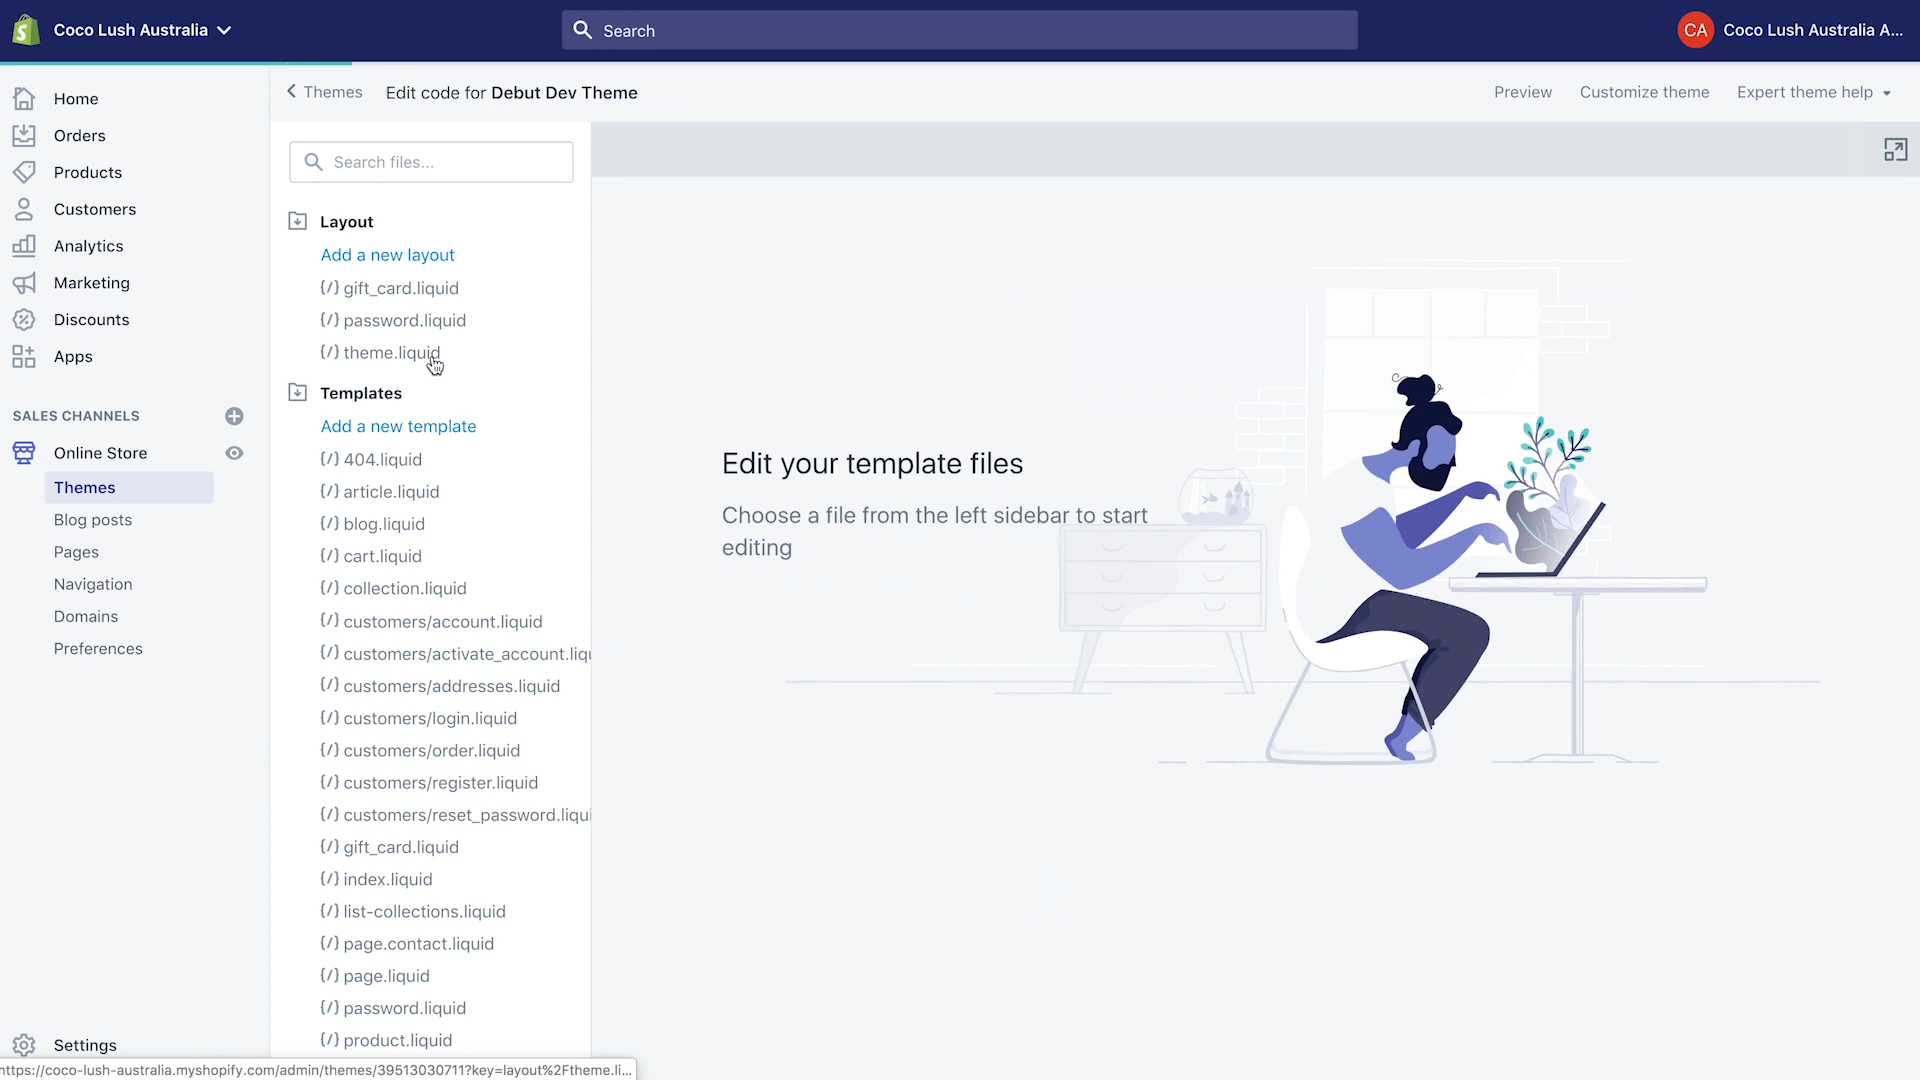 Coco Lush Australia
Search
CA
Coco Lush Australia A...
Home
Orders
Products
Customers
Analytics
Marketing
Discounts
Apps
SALES CHANNELS
Online Store
Themes
Blog posts
Pages
Navigation
Domains
Preferences
Settings
Themes
Edit code for Debut Dev Theme
Preview
Customize theme
Expert theme help
Search files...
Layout
Add a new layout
{/} gift_card.liquid
{/} password.liquid
{/} theme.liquid
Templates
Add a new template
{/} 404.liquid
{/} article.liquid
{/} blog.liquid
{/} cart.liquid
{/} collection.liquid
{/} customers/account.liquid
{/} customers/activate_account.liqu
{/} customers/addresses.liquid
{/} customers/login.liquid
{/} customers/order.liquid
{/} customers/register.liquid
{/} customers/reset_password.liqui
{/} gift_card.liquid
{/} index.liquid
{/} list-collections.liquid
{/} page.contact.liquid
{/} page.liquid
{/} password.liquid
{/} product.liquid
Edit your template files
Choose a file from the left sidebar to start
editing
https://coco-lush-australia.myshopify.com/admin/themes/39513030711?key=layout%2Ftheme.li...